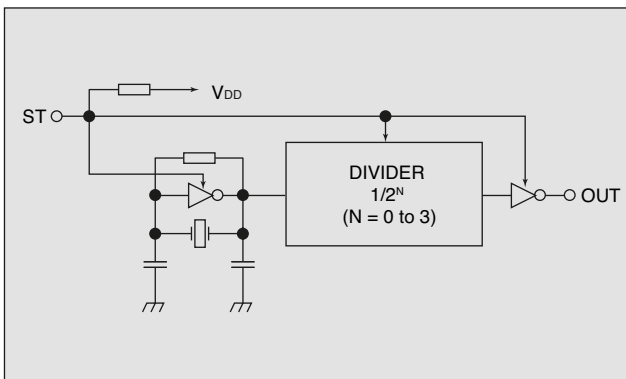 VDD
ST
OUT
DIVIDER
1/2ᴺ
(N = 0 to 3)